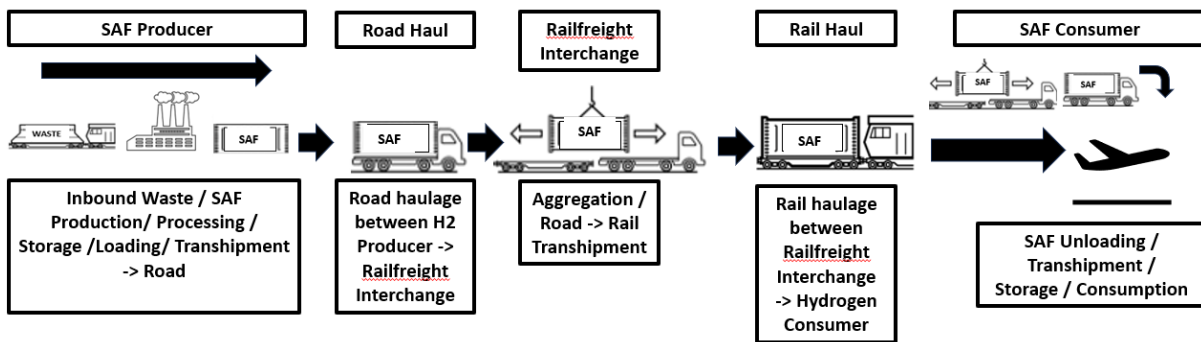 SAF Producer
Road Haul
Railfreight
Interchange
Rail Haul
SAF Consumer
WASTE
SAF
SAF
SAF
SAF
SAF
SAF
Inbound Waste / SAF
Production/ Processing /
Storage /Loading/ Transhipment
-> Road
Road haulage
between H2
Producer ->
Railfreight
Interchange
Aggregation /
Road -> Rail
Transhipment
Rail haulage
between
Railfreight
Interchange
-> Hydrogen
Consumer
SAF Unloading /
Transhipment /
Storage / Consumption